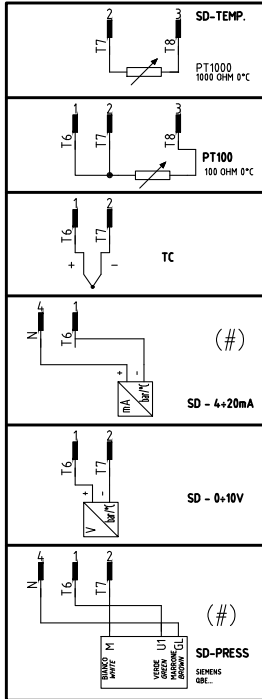 2 3 SD-TEMP.
T7 T8
PT1000
1000 OHM 0°C
1 2 3
T6 T7 T8
PT100
100 OHM 0°C
1 2
T6 T7
+ - TC
4 1
N T6 (#)
+ -
mA bar/°C
SD - 4÷20mA
1 2
T6 T7
+ -
V bar/°C
SD - 0÷10V
4 1 2
N T6 T7 (#)
BIANCO
WHITE
M
VERDE
GREEN
U1
MARRONE
BROWN
GL
SD-PRESS
SIEMENS
QBE...